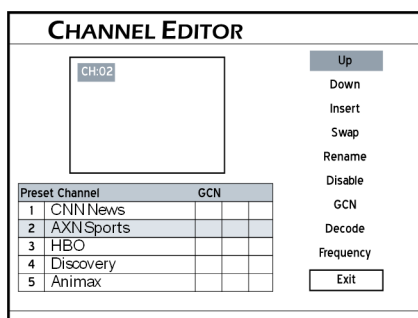 CHANNEL EDITOR
CH:02
Up
Down
Insert
Swap
Rename
Disable
GCN
Decode
Frequency
Exit
Preset Channel GCN
1 CNN News
2 AXN Sports
3 HBO
4 Discovery
5 Animax